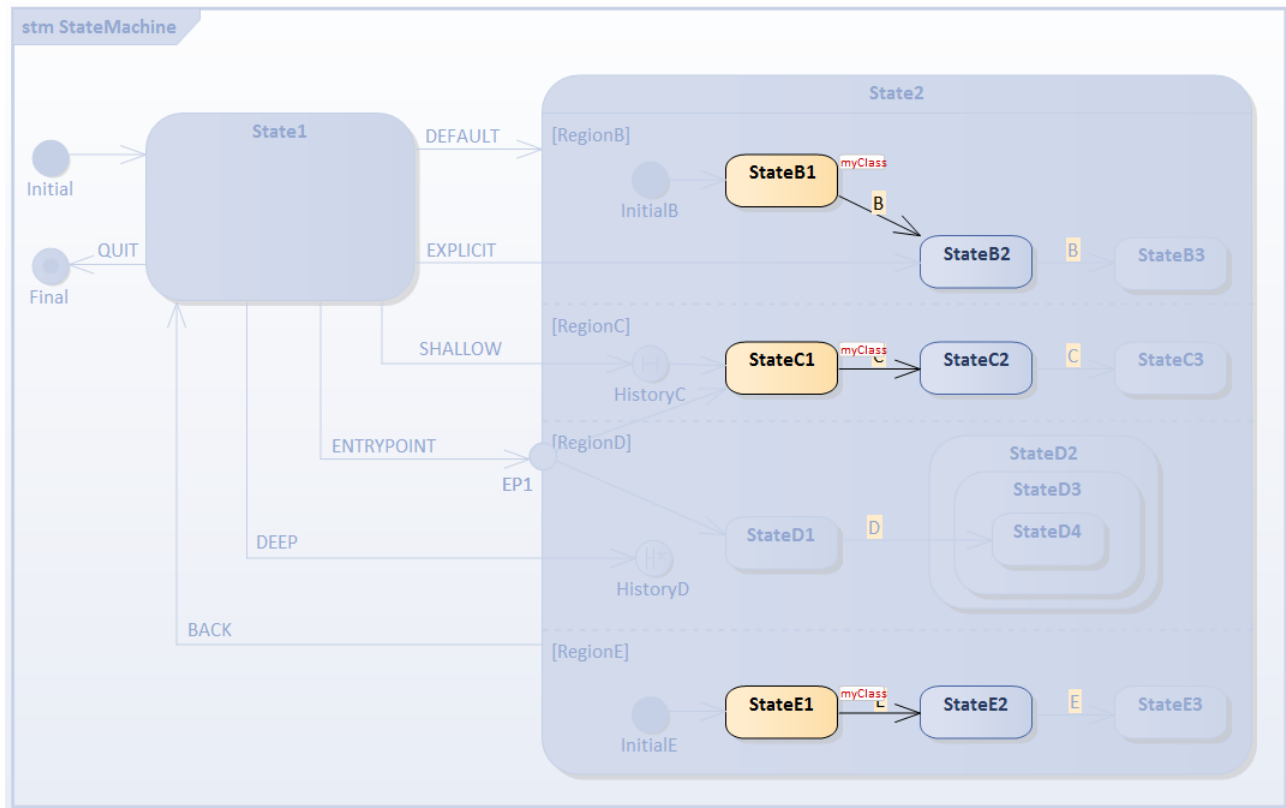 stm StateMachine
State2
State1
DEFAULT
[RegionB]
Initial
InitialB
StateB1
myClass
B
QUIT
Final
EXPLICIT
StateB2
B
StateB3
[RegionC]
SHALLOW
HistoryC
StateC1
myClass
C
StateC2
C
StateC3
ENTRYPOINT
EP1
[RegionD]
StateD2
StateD3
StateD4
StateD1
D
DEEP
HistoryD
BACK
[RegionE]
InitialE
StateE1
myClass
E
StateE2
E
StateE3